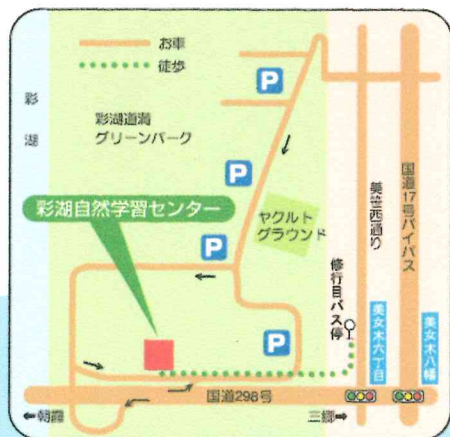 お車
徒歩
彩湖
P
彩湖道満
グリーンパーク
P
彩湖自然学習センター
ヤクルト
グラウンド
P
美笹西通り
国道17号バイパス
修行目バス停
P
美女木六丁目
美女木八幡
国道298号
←朝霞
三郷→